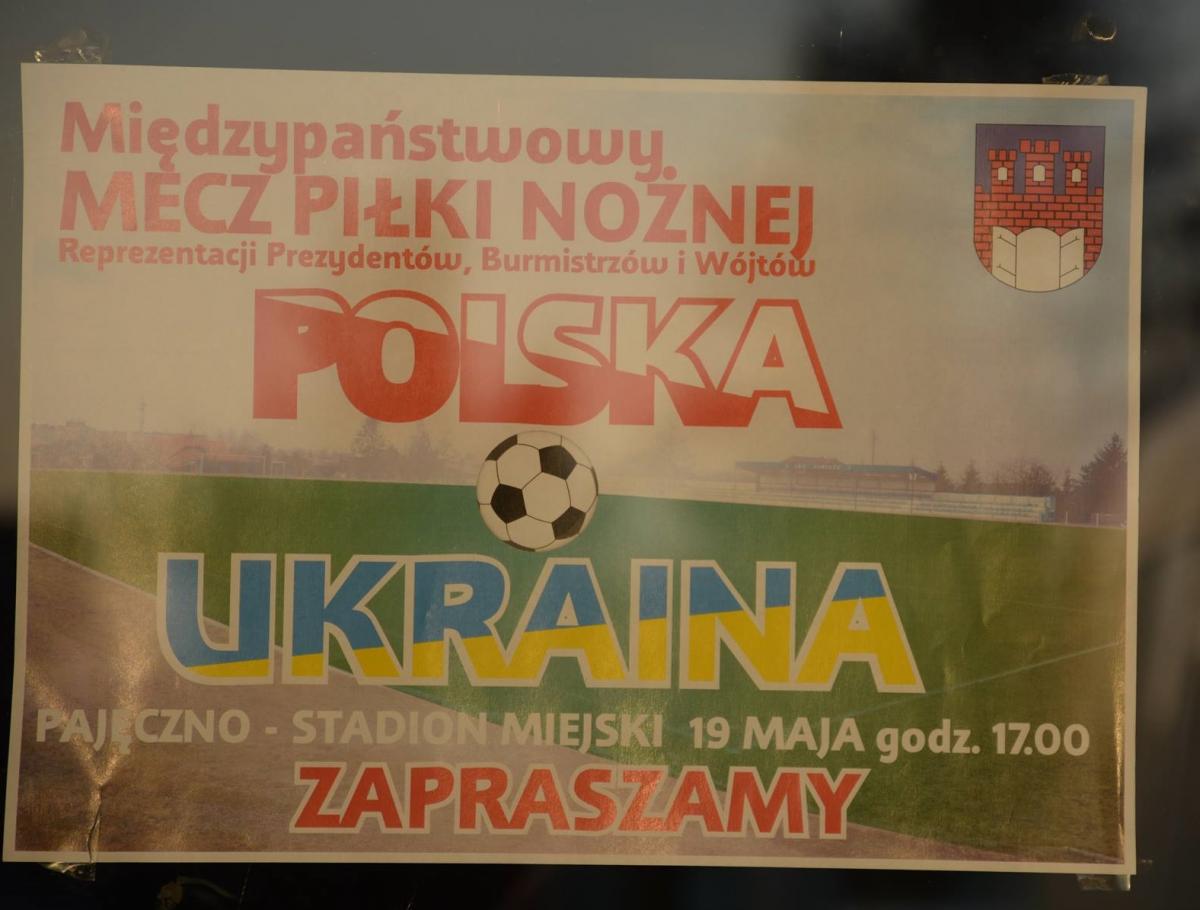 Międzypaństwowy
MECZ PIŁKI NOŻNEJ
Reprezentacji Prezydentów, Burmistrzów i Wójtów
POLSKA
UKRAINA
PAJĘCZNO - STADION MIEJSKI 19 MAJA godz. 17.00
ZAPRASZAMY